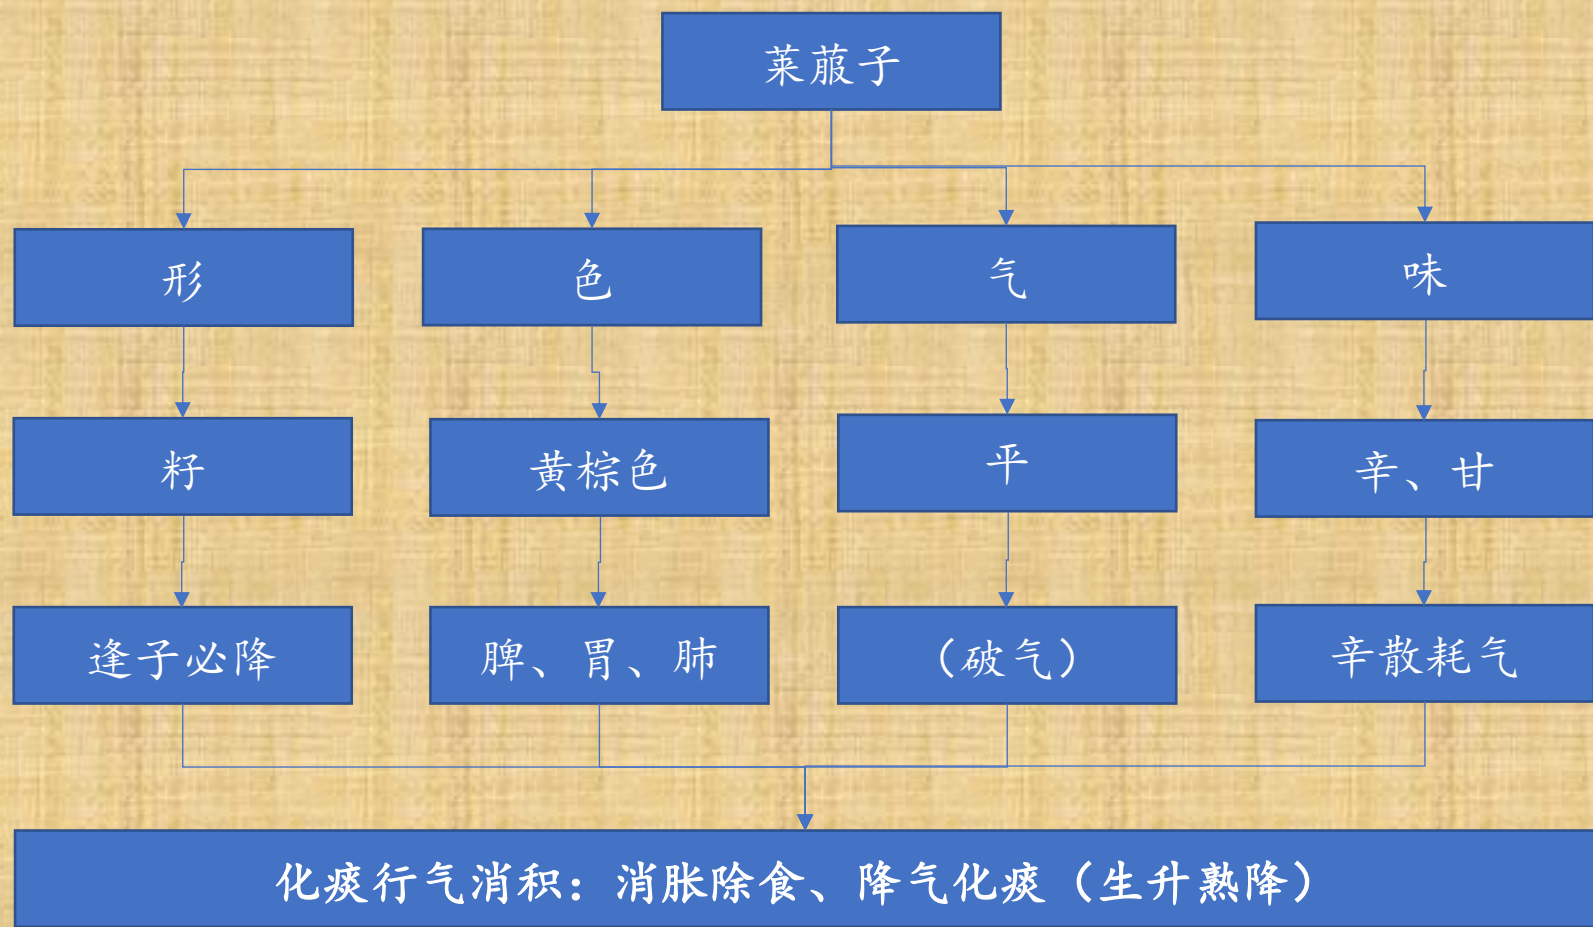 莱菔子
形
色
气
味
籽
黄棕色
平
辛、甘
逢子必降
脾、胃、肺
（破气）
辛散耗气
化痰行气消积：消胀除食、降气化痰（生升熟降）